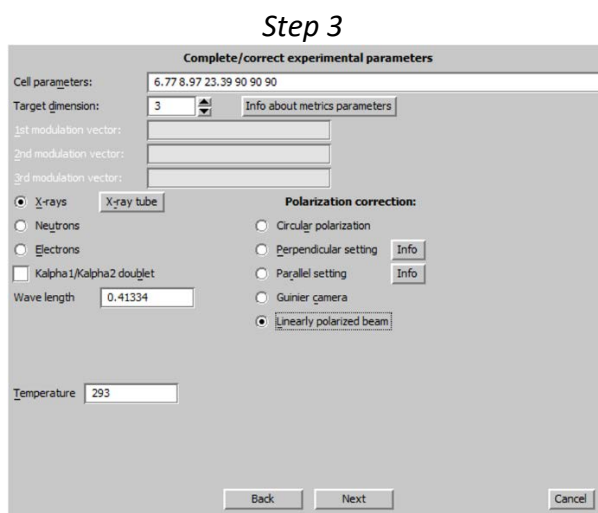 Step 3
Complete/correct experimental parameters
Cell parameters: 6.77 8.97 23.39 90 90 90
Target dimension: 3 Info about metrics parameters
1st modulation vector:
2nd modulation vector:
3rd modulation vector:
X-rays X-ray tube Polarization correction:
Neutrons Circular polarization
Electrons Perpendicular setting Info
Kalpha1/Kalpha2 doublet Parallel setting Info
Wave length 0.41334 Guinier camera
Linearly polarized beam
Temperature 293
Back Next Cancel